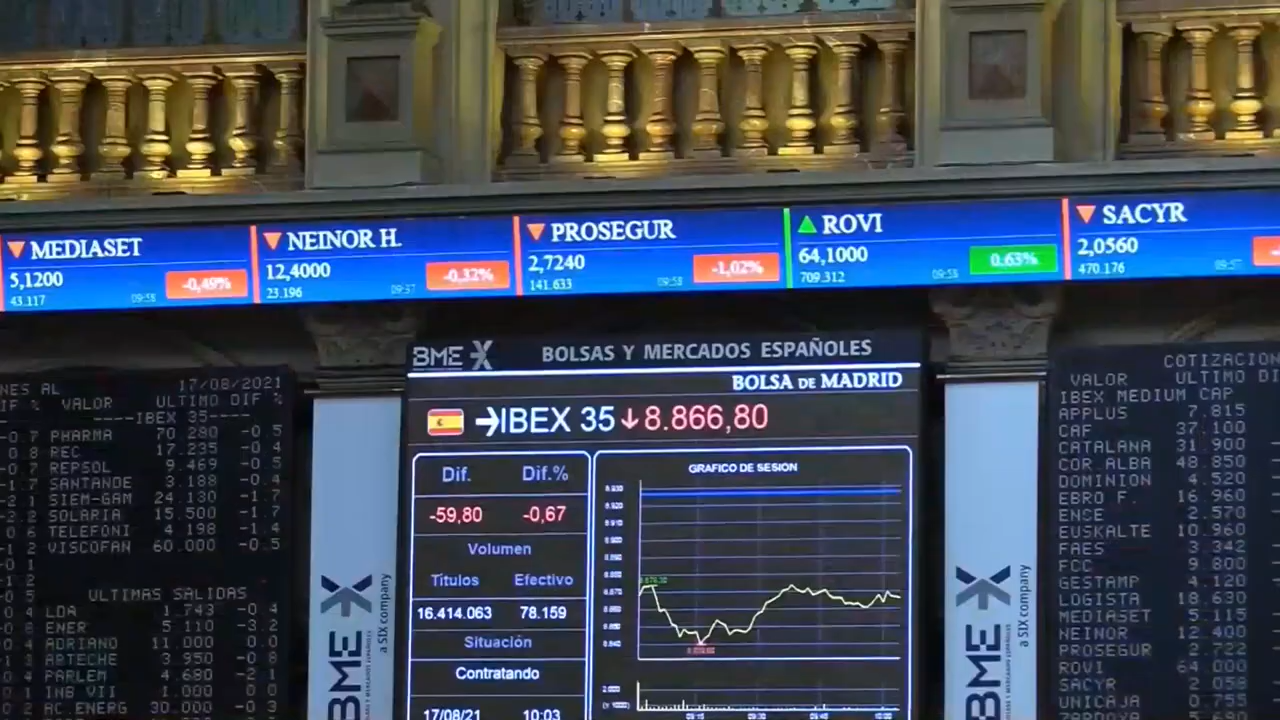 MEDIASET
5,1200
-0,49%
43.117
09:58
NEINOR H.
12,4000
-0,32%
23.196
09:37
PROSEGUR
2,7240
-1,02%
141.633
09:58
ROVI
64,1000
0,63%
709.312
09:58
SACYR
2,0560
470.176
09:57
NES AL 17/08/2021
IF % VALOR ULTIMO DIF %
----IBEX 35----
PHARMA 70 280 -0.5
REC 17.235 -0.4
REPSOL 9.469 -0.5
SANTANDE 3.188 -0.4
SIEM-GAM 24.130 -1.7
SOLARIA 15.500 -1.7
TELEFONI 4 198 -1.4
VISCOFAN 60.000 -0.5
ULTIMAS SALIDAS
LDA 1.743 -0.4
ENER 5 110 -3.2
ADRIANO 11.000 0.0
ARTECHE 3 950 -0 8
PARLEM 4 680 -2 1
INB VII 1 000 0 0
AC.ENERG 30.000 -0 3
BME X
a SIX company
BME X BOLSAS Y MERCADOS ESPAÑOLES
BOLSA DE MADRID
IBEX 35 8.866,80
Dif. Dif.%
-59,80 -0,67
Volumen
Títulos Efectivo
16.414.063 78.159
Situación
Contratando
17/08/21 10:03
GRAFICO DE SESION
BME X
a SIX company
COTIZACION
VALOR ULTIMO DI
IBEX MEDIUM CAP
APPLUS 7.815
CAF 37.100
CATALANA 31 900
COR.ALBA 48.850
DOMINION 4.520
EBRO F. 16 960
ENCE 2.570
EUSKALTE 10.960
FAES 3.342
FCC 9.800
GESTAMP 4.120
LOGISTA 18.630
MEDIASET 5.115
NEINOR 12.400
PROSEGUR 2.722
ROVI 64.000
SACYR 2 058
UNICAJA 0.755